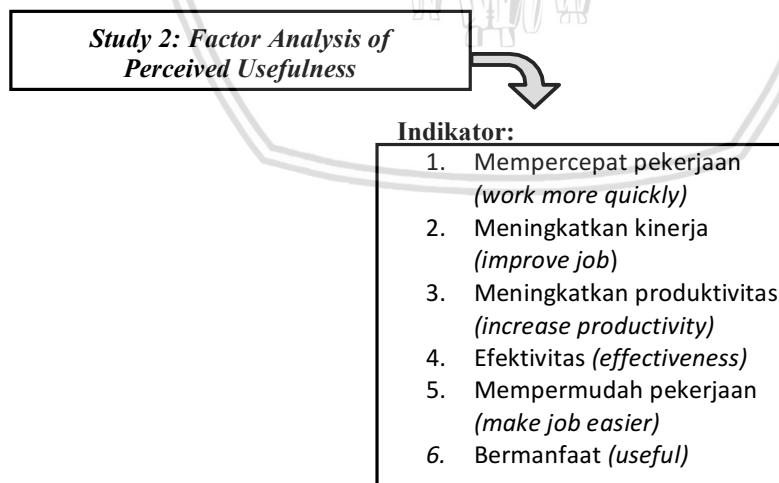 Study 2: Factor Analysis of
Perceived Usefulness
Indikator:
1. Mempercepat pekerjaan
(work more quickly)
2. Meningkatkan kinerja
(improve job)
3. Meningkatkan produktivitas
(increase productivity)
4. Efektivitas (effectiveness)
5. Mempermudah pekerjaan
(make job easier)
6. Bermanfaat (useful)